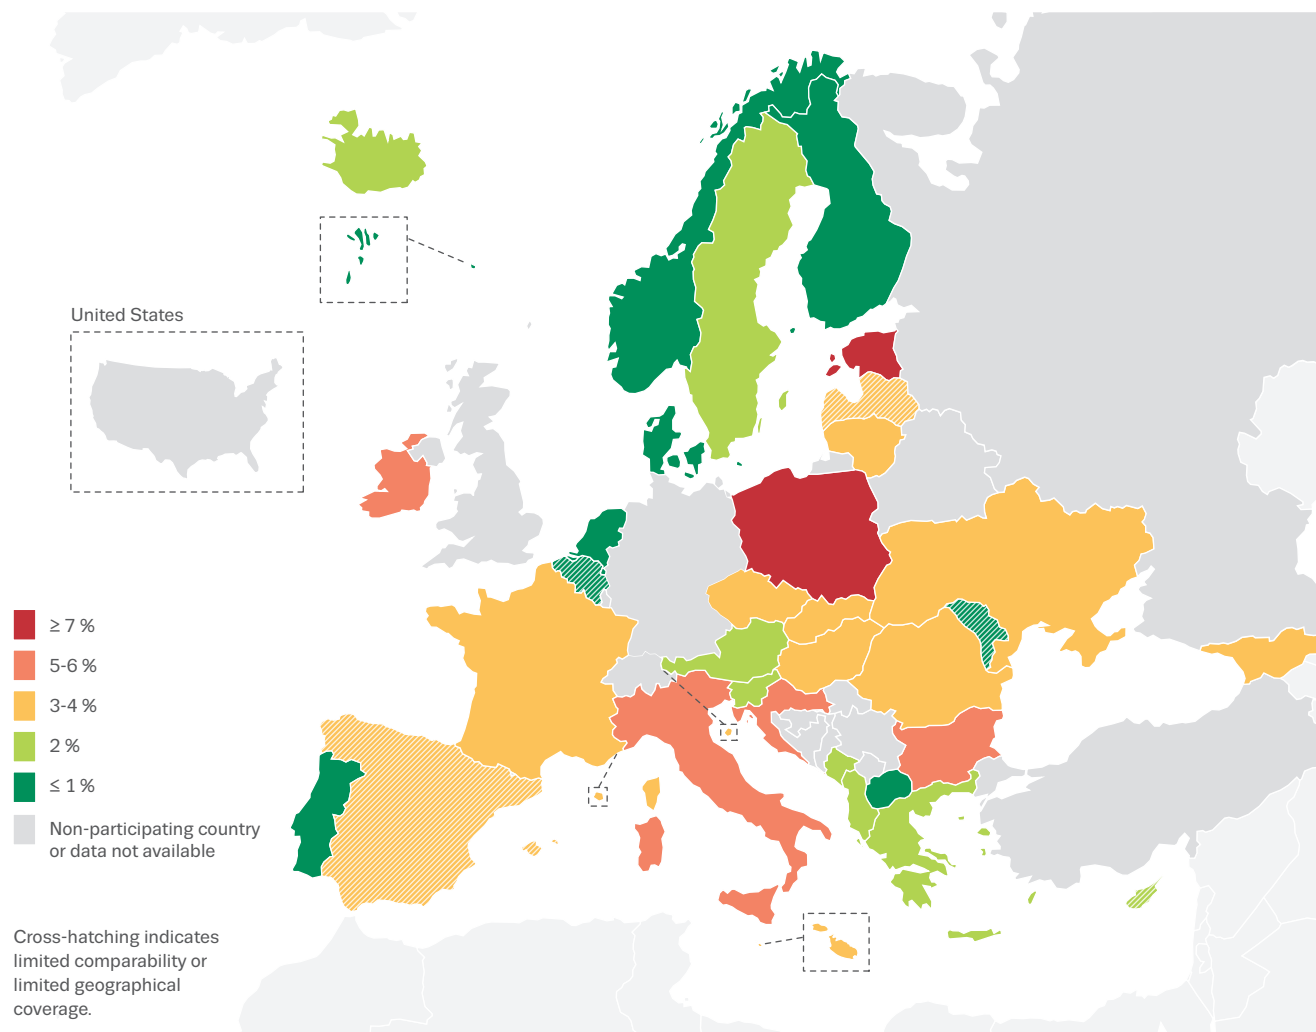 United States
≥ 7 %
5-6 %
3-4 %
2 %
≤ 1 %
Non-participating country
or data not available
Cross-hatching indicates
limited comparability or
limited geographical
coverage.